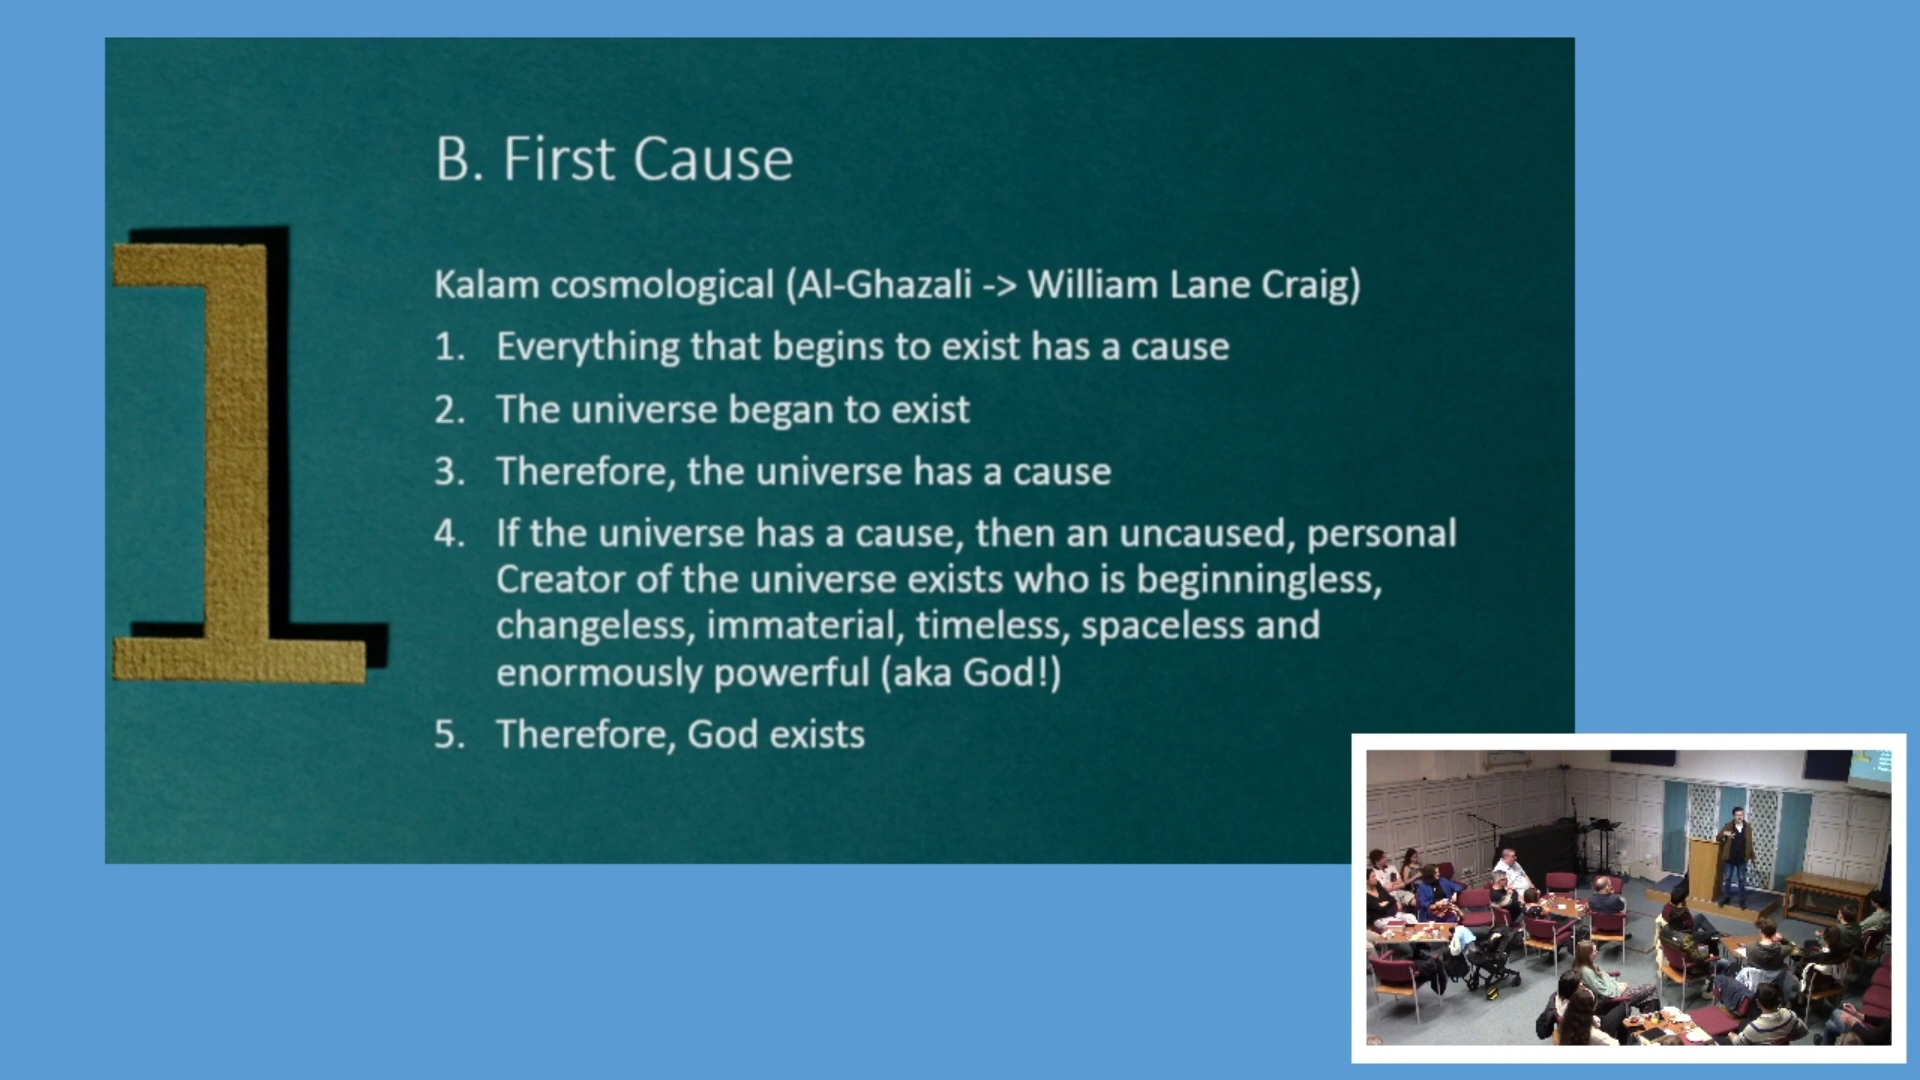 B. First Cause
Kalam cosmological (Al-Ghazali -> William Lane Craig)
1. Everything that begins to exist has a cause
2. The universe began to exist
3. Therefore, the universe has a cause
4. If the universe has a cause, then an uncaused, personal
Creator of the universe exists who is beginningless,
changeless, immaterial, timeless, spaceless and
enormously powerful (aka God!)
5. Therefore, God exists
1